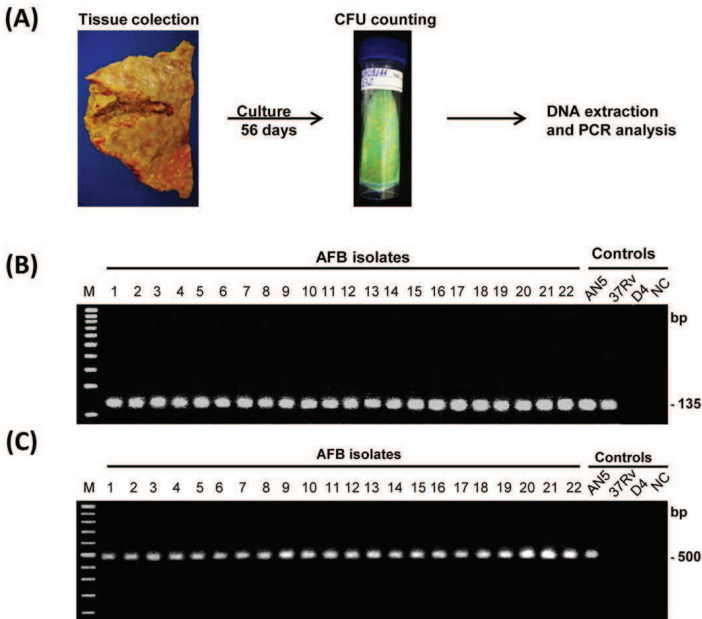 (A)
Tissue colection
CFU counting
Culture
56 days
DNA extraction
and PCR analysis
(B)
AFB isolates
Controls
M 1 2 3 4 5 6 7 8 9 10 11 12 13 14 15 16 17 18 19 20 21 22 AN5 37Rv D4 NC
bp
- 135
(C)
AFB isolates
Controls
M 1 2 3 4 5 6 7 8 9 10 11 12 13 14 15 16 17 18 19 20 21 22 AN5 37Rv D4 NC
bp
- 500